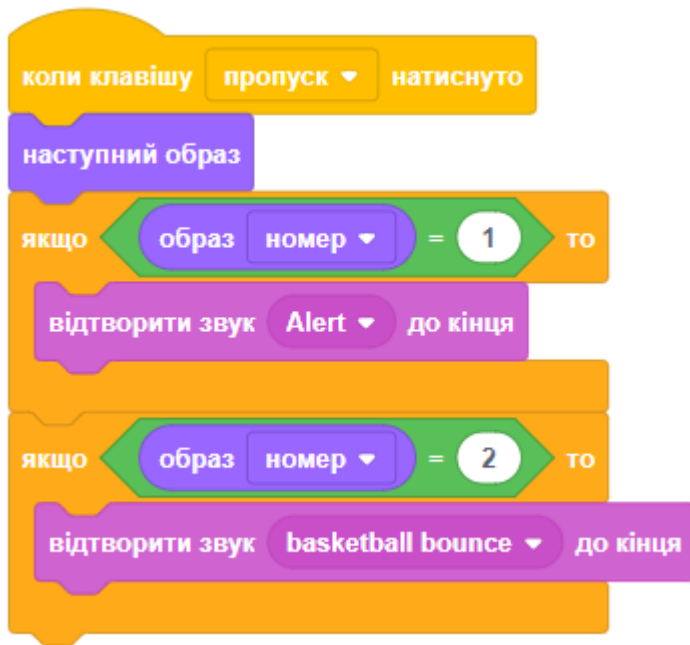 коли клавішу пропуск натиснуто
наступний образ
якщо образ номер = 1 то
відтворити звук Alert до кінця
якщо образ номер = 2 то
відтворити звук basketball bounce до кінця